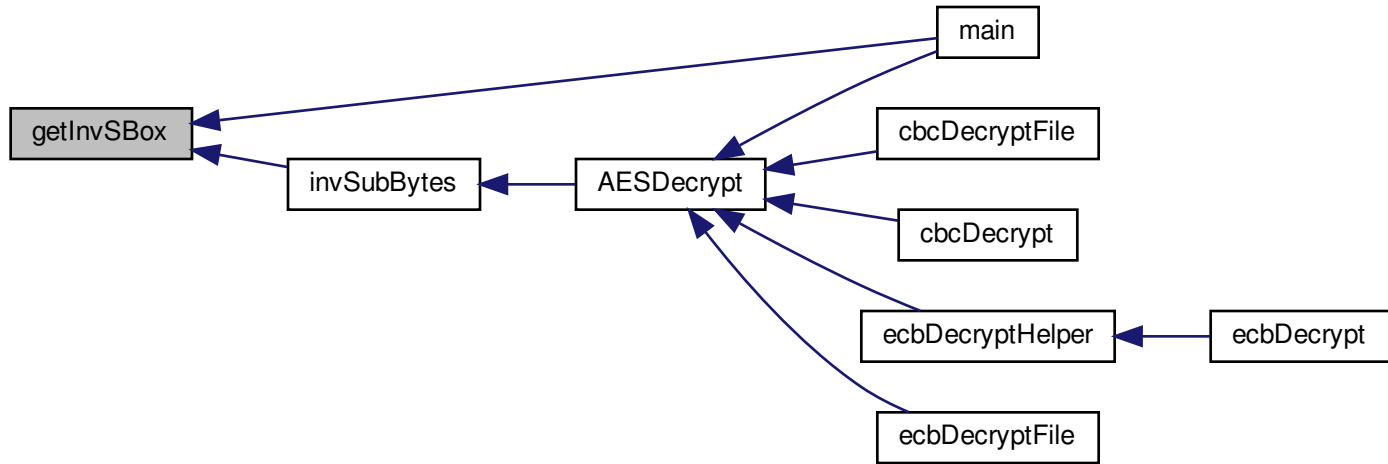 main
getInvSBox
cbcDecryptFile
invSubBytes
AESDecrypt
cbcDecrypt
ecbDecryptHelper
ecbDecrypt
ecbDecryptFile